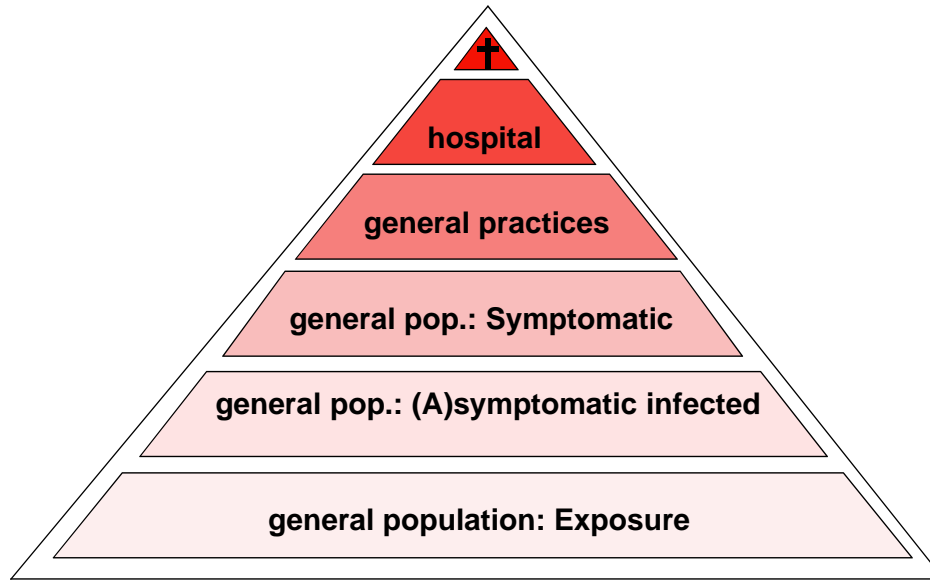 hospital
general practices
general pop.: Symptomatic
general pop.: (A)symptomatic infected
general population: Exposure